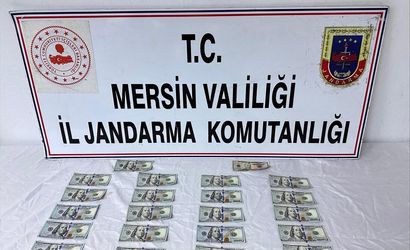 T.C.
MERSİN VALİLİĞİ
İL JANDARMA KOMUTANLIĞI